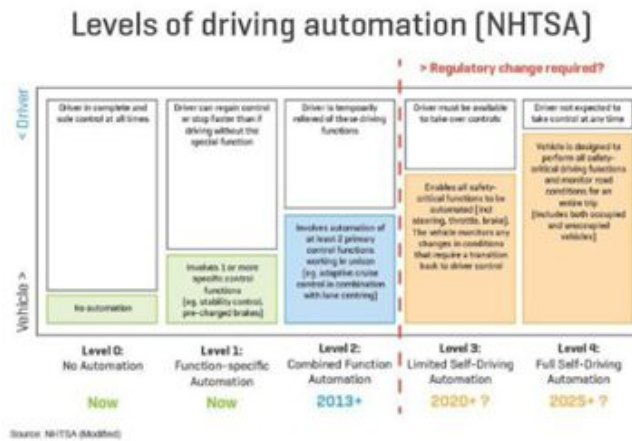 Levels of driving automation (NHTSA)
> Regulatory change required?
< Driver
Vehicle >
Driver in complete and
sole control at all times
No automation
Level 0:
No Automation
Now
Driver can regain control
or stop faster than if
driving without the
special function
Involves 1 or more
specific control
functions
[eg. stability control,
pre-charged brakes]
Level 1:
Function-specific
Automation
Now
Driver is temporarily
relieved of these driving
functions
Involves automation of
at least 2 primary
control functions
working in unison
[eg. adaptive cruise
control in combination
with lane centring]
Level 2:
Combined Function
Automation
2013+
Driver must be available
to take over controls
Enables all safety-
critical functions to be
automated [incl
steering, throttle, brake].
The vehicle monitors any
changes in conditions
that require a transition
back to driver control
Level 3:
Limited Self-Driving
Automation
2020+ ?
Driver not expected to
take control at any time
Vehicle is designed to
perform all safety-
critical driving functions
and monitor road
conditions for an
entire trip
[includes both occupied
and unoccupied
vehicles]
Level 4:
Full Self-Driving
Automation
2025+ ?
Source: NHTSA (Modified)